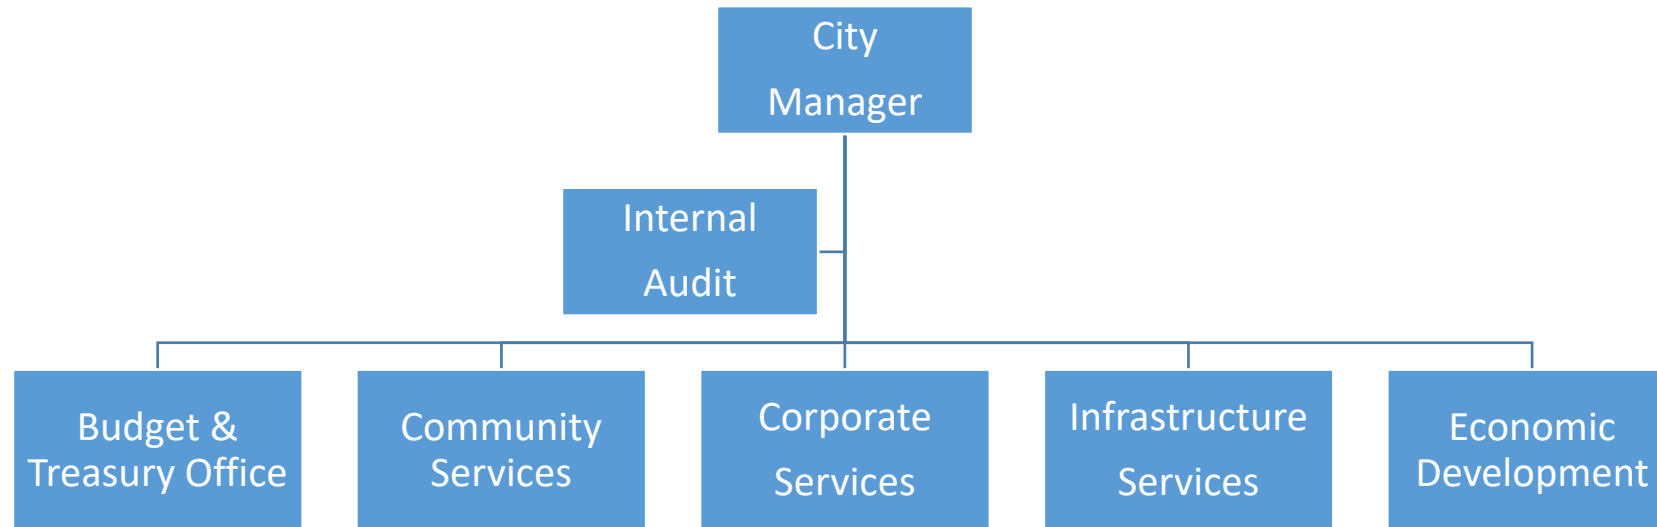 City
Manager
Internal
Audit
Budget &
Treasury Office
Community
Services
Corporate
Services
Infrastructure
Services
Economic
Development